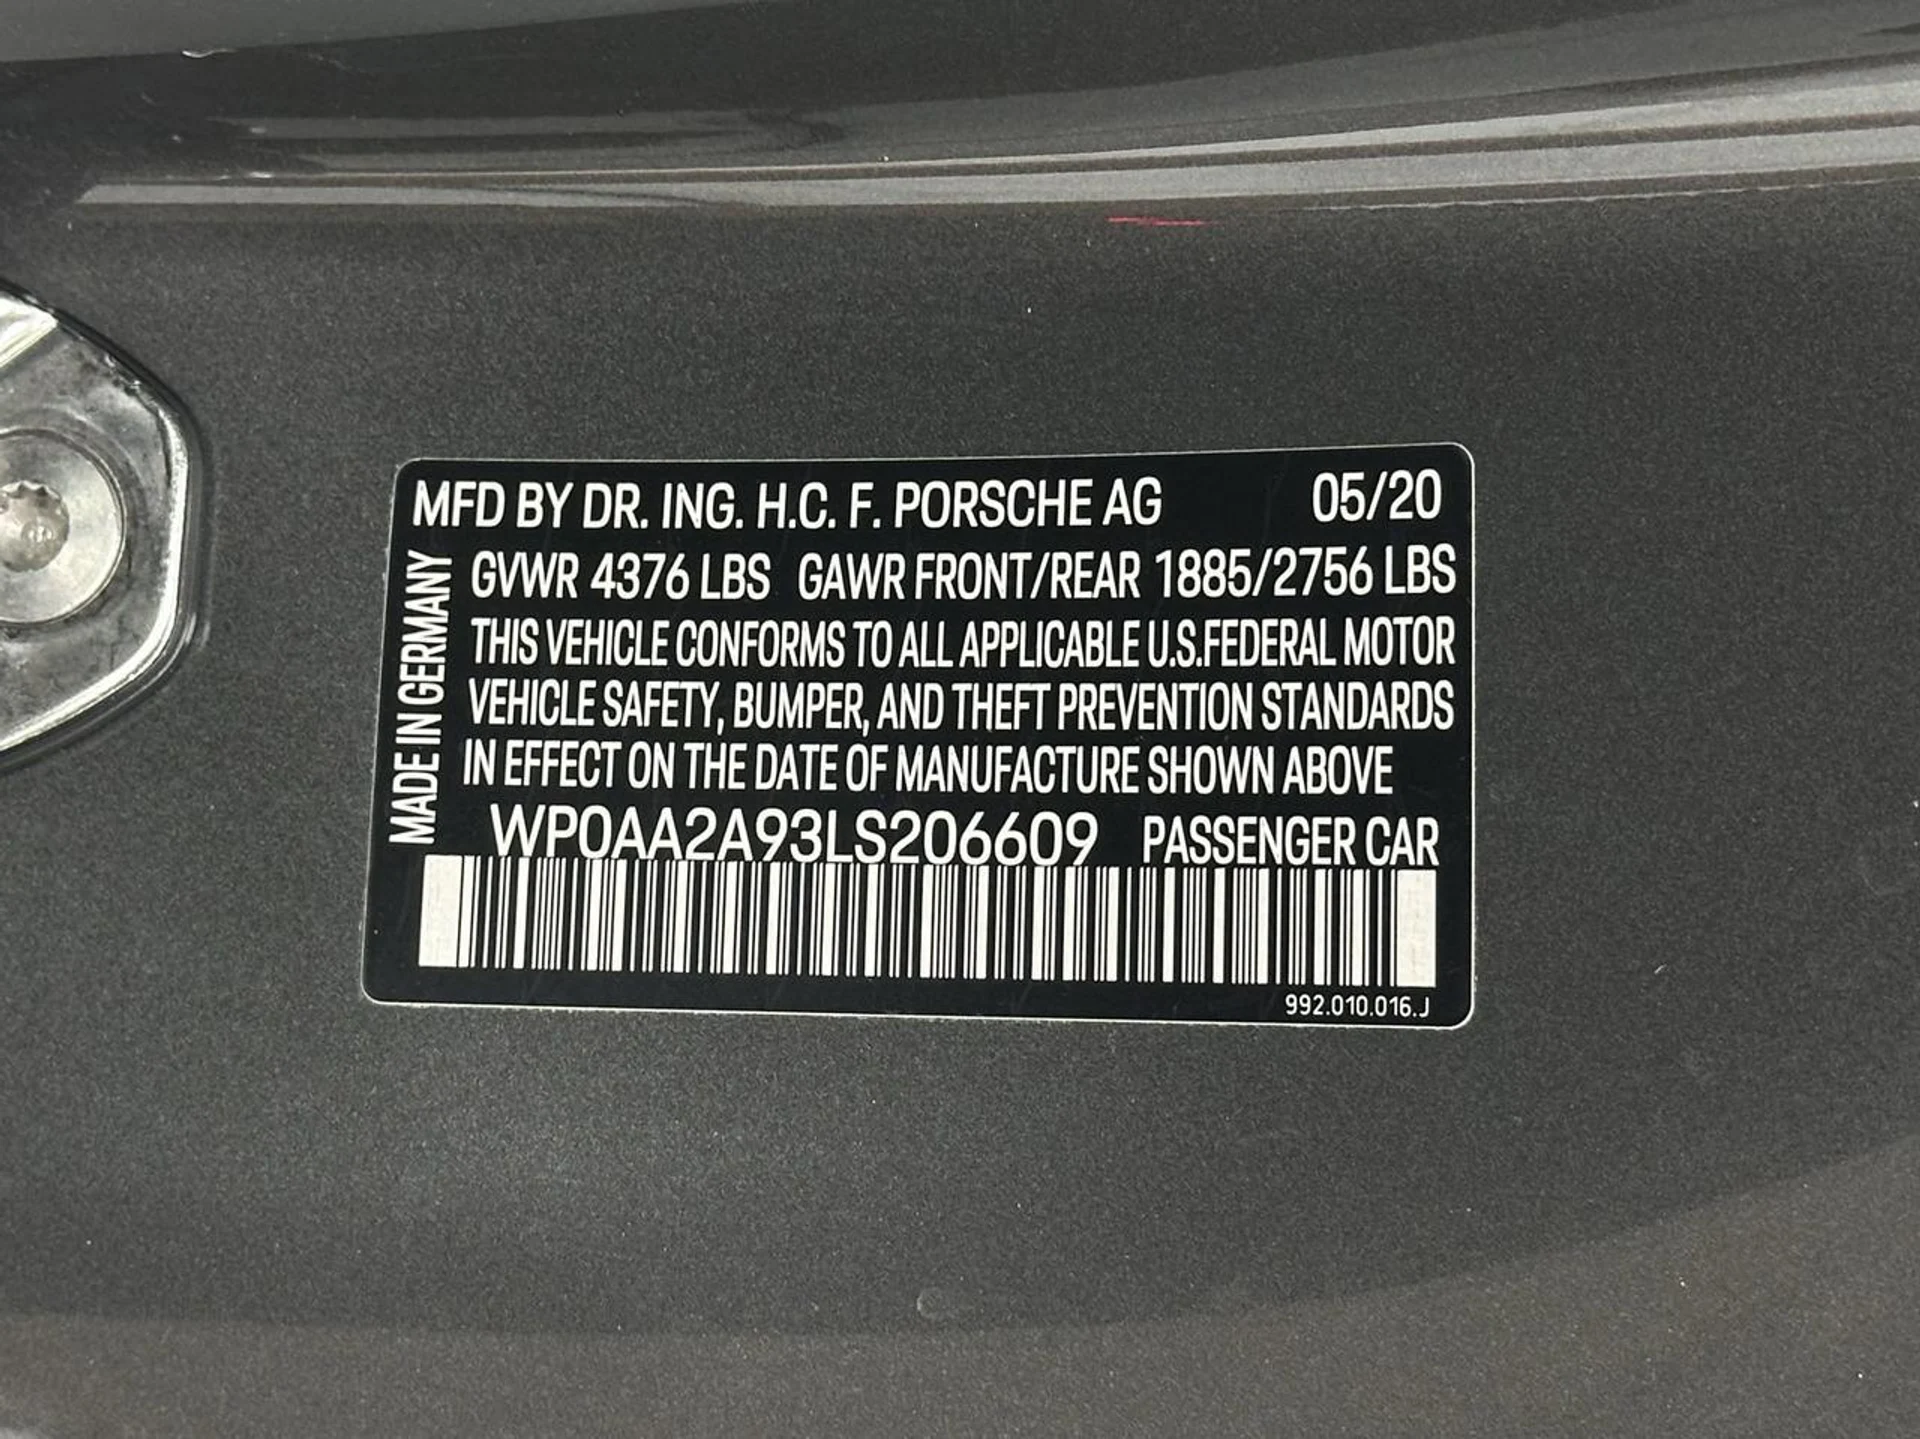 MFD BY DR. ING. H.C. F. PORSCHE AG 05/20
GVWR 4376 LBS GAWR FRONT/REAR 1885/2756 LBS
THIS VEHICLE CONFORMS TO ALL APPLICABLE U.S.FEDERAL MOTOR
VEHICLE SAFETY, BUMPER, AND THEFT PREVENTION STANDARDS
IN EFFECT ON THE DATE OF MANUFACTURE SHOWN ABOVE
WP0AA2A93LS206609 PASSENGER CAR
MADE IN GERMANY
992.010.016.J